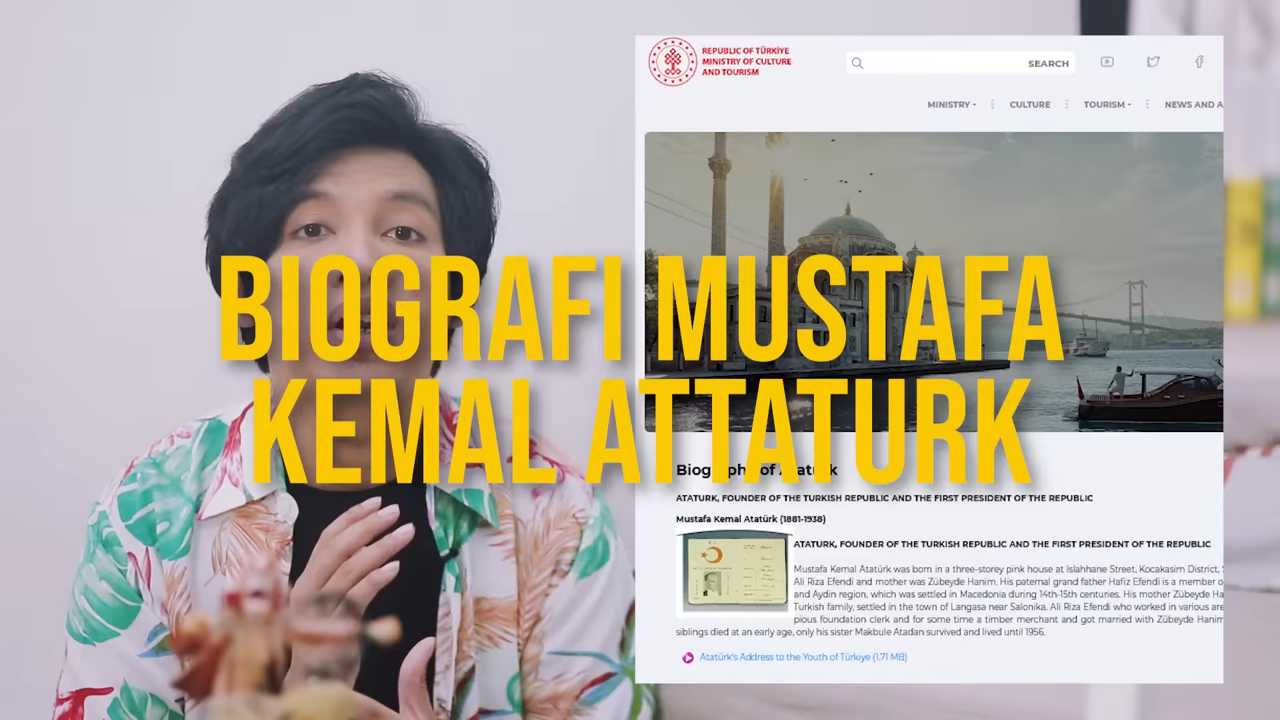 REPUBLIC OF TÜRKİYE
MINISTRY OF CULTURE
AND TOURISM
SEARCH
MINISTRY
CULTURE
TOURISM
NEWS AND A
BIOGRAFI MUSTAFA
KEMAL ATTATURK
Biography of Ataturk
ATATURK, FOUNDER OF THE TURKISH REPUBLIC AND THE FIRST PRESIDENT OF THE REPUBLIC
Mustafa Kemal Atatürk (1881-1938)
ATATURK, FOUNDER OF THE TURKISH REPUBLIC AND THE FIRST PRESIDENT OF THE REPUBLIC
Mustafa Kemal Atatürk was born in a three-storey pink house at Islahhane Street, Kocakasim District,
Ali Riza Efendi and mother was Zübeyde Hanim. His paternal grand father Hafiz Efendi is a member o
and Aydin region, which was settled in Macedonia during 14th-15th centuries. His mother Zübeyde Ha
Turkish family, settled in the town of Langasa near Salonika. Ali Riza Efendi who worked in various are
pious foundation clerk and for some time a timber merchant and got married with Zübeyde Hanim
siblings died at an early age, only his sister Makbule Atadan survived and lived until 1956.
Atatürk's Address to the Youth of Türkiye (1.71 MB)